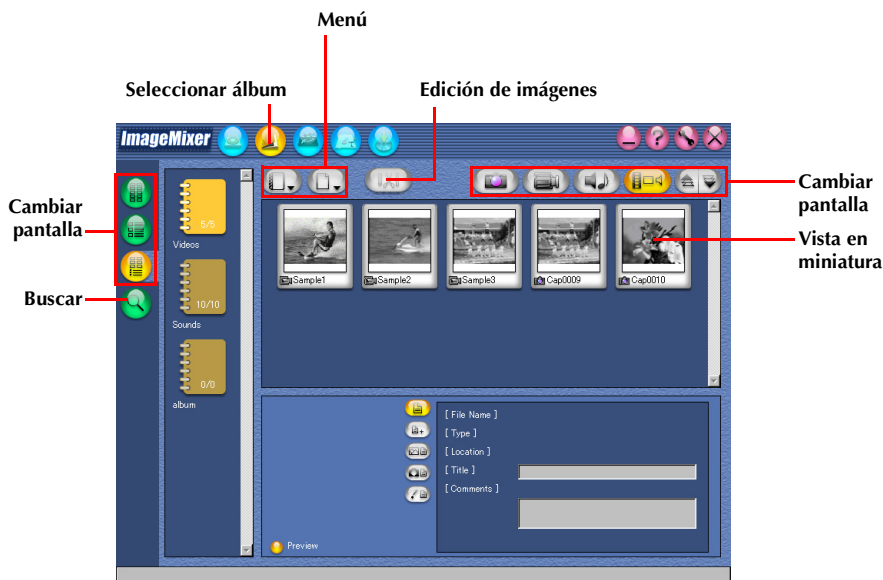 Menú
Seleccionar álbum
Edición de imágenes
ImageMixer
Cambiar
pantalla
Buscar
Cambiar
pantalla
Vista en
miniatura
5/5
Videos
10/10
Sounds
0/0
album
Sample1
Sample2
Sample3
Cap0009
Cap0010
[ File Name ]
[ Type ]
[ Location ]
[ Title ]
[ Comments ]
Preview